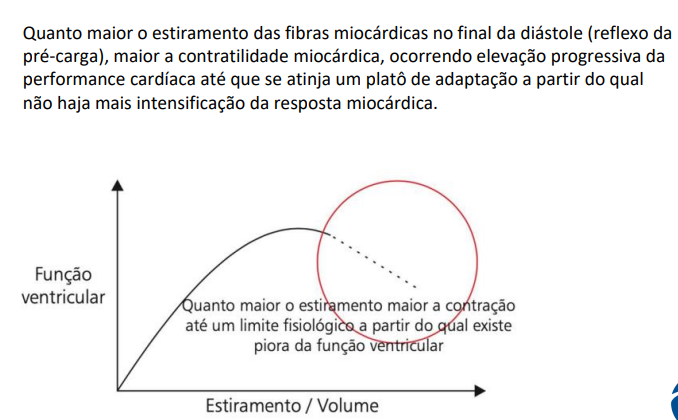 Quanto maior o estiramento das fibras miocárdicas no final da diástole (reflexo da
pré-carga), maior a contratilidade miocárdica, ocorrendo elevação progressiva da
performance cardíaca até que se atinja um platô de adaptação a partir do qual
não haja mais intensificação da resposta miocárdica.
Função
ventricular
Quanto maior o estiramento maior a contração
até um limite fisiológico a partir do qual existe
piora da função ventricular
Estiramento / Volume